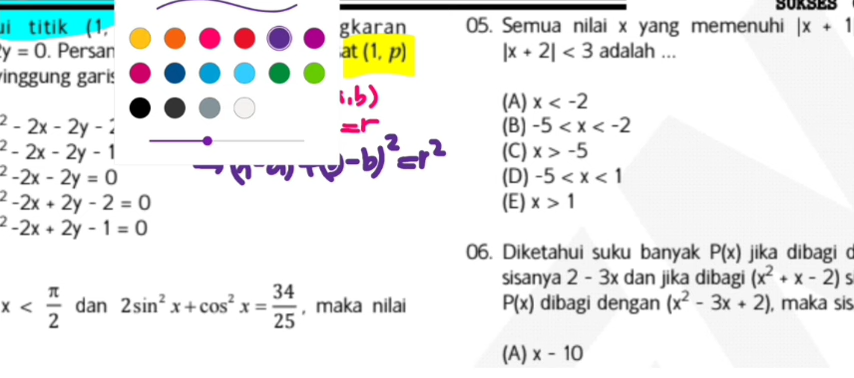 SUKSES
ui titik (1,
gkaran
2y = 0. Persan
at (1, p)
inggung garis
i,b)
=r
² - 2x - 2y - 2
² - 2x - 2y - 1
² -2x - 2y = 0
² -2x + 2y - 2 = 0
² -2x + 2y - 1 = 0
-b)² = r²
x < π/2 dan 2sin² x + cos² x = 34/25 , maka nilai
05. Semua nilai x yang memenuhi |x + 1
|x + 2| < 3 adalah ...
(A) x < -2
(B) -5 < x < -2
(C) x > -5
(D) -5 < x < 1
(E) x > 1
06. Diketahui suku banyak P(x) jika dibagi d
sisanya 2 - 3x dan jika dibagi (x² + x - 2) s
P(x) dibagi dengan (x² - 3x + 2), maka sis
(A) x - 10